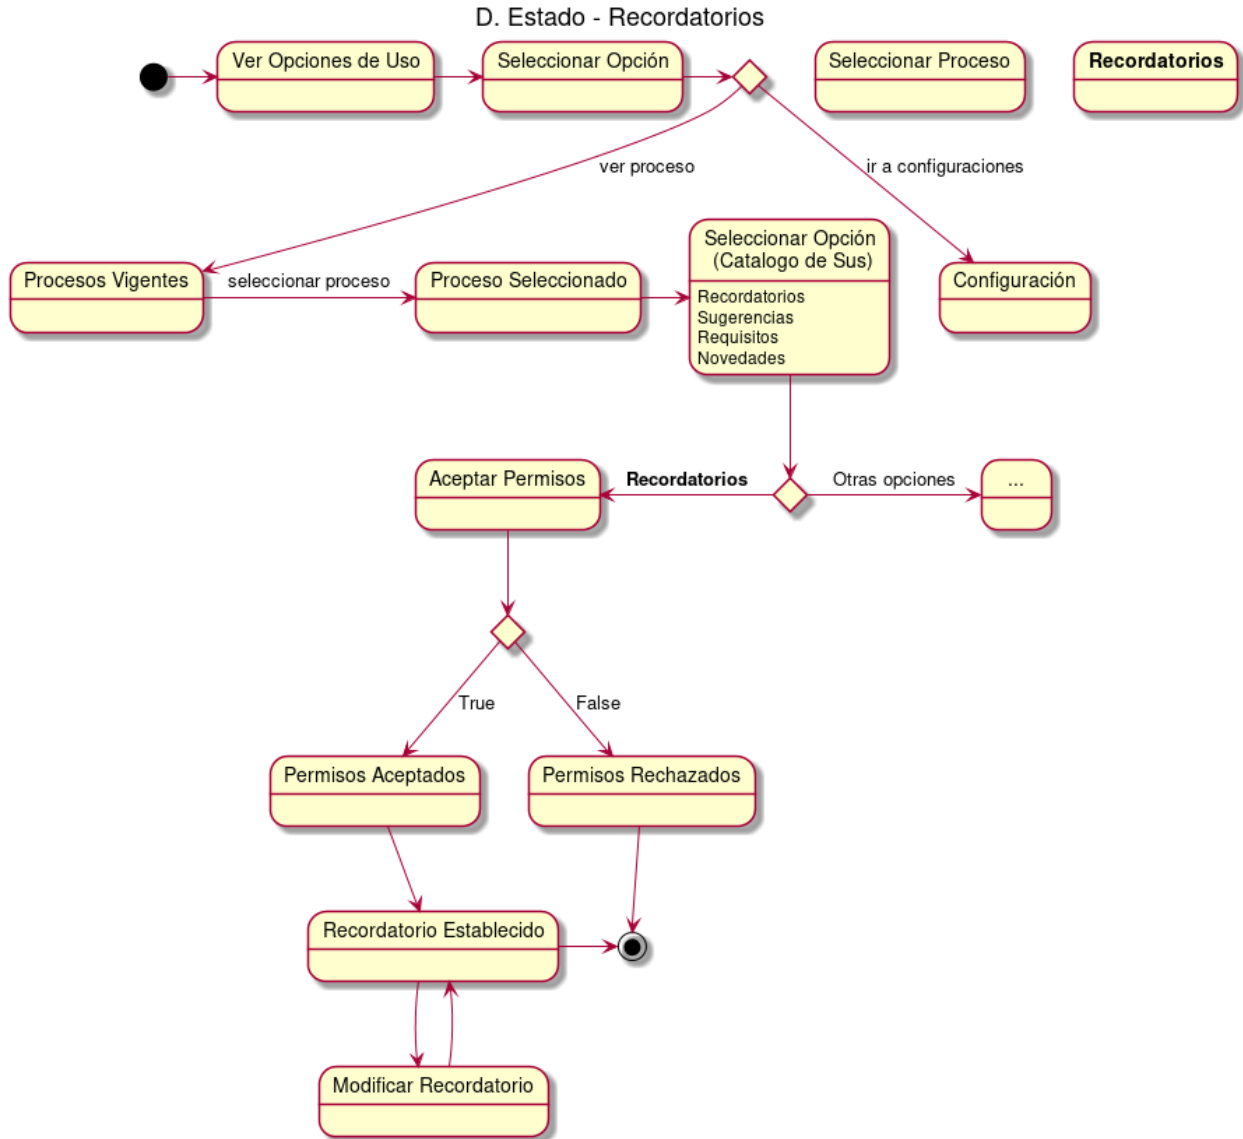 D. Estado - Recordatorios
Ver Opciones de Uso
Seleccionar Opción
Seleccionar Proceso
Recordatorios
ver proceso
ir a configuraciones
Procesos Vigentes
seleccionar proceso
Proceso Seleccionado
Seleccionar Opción
(Catalogo de Sus)
Recordatorios
Sugerencias
Requisitos
Novedades
Configuración
Aceptar Permisos
Recordatorios
Otras opciones
...
True
False
Permisos Aceptados
Permisos Rechazados
Recordatorio Establecido
Modificar Recordatorio